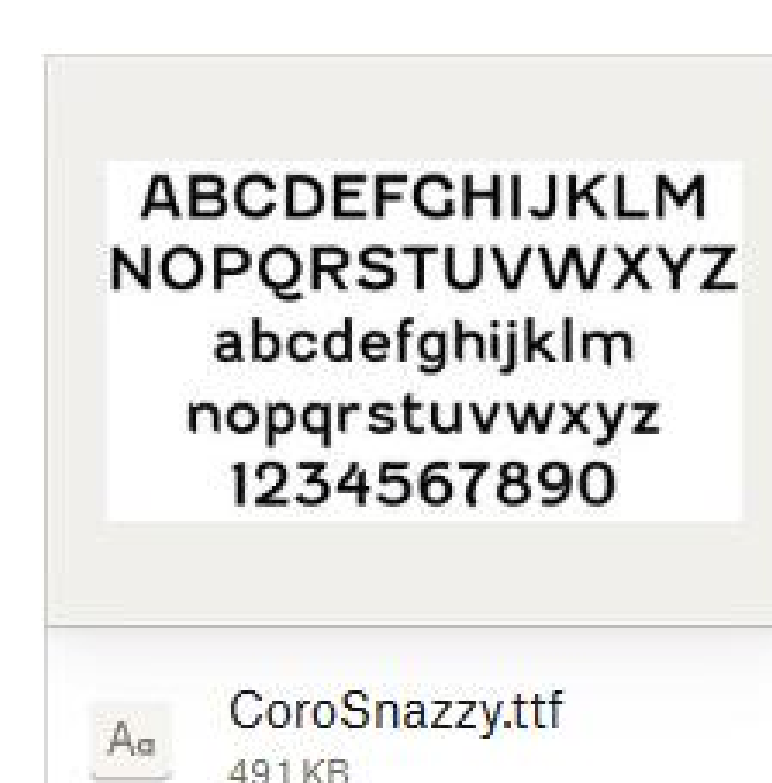 ABCDEFGHIJKLM
NOPQRSTUVWXYZ
abcdefghijklm
nopqrstuvwxyz
1234567890
Aa
CoroSnazzy.ttf
491 KB